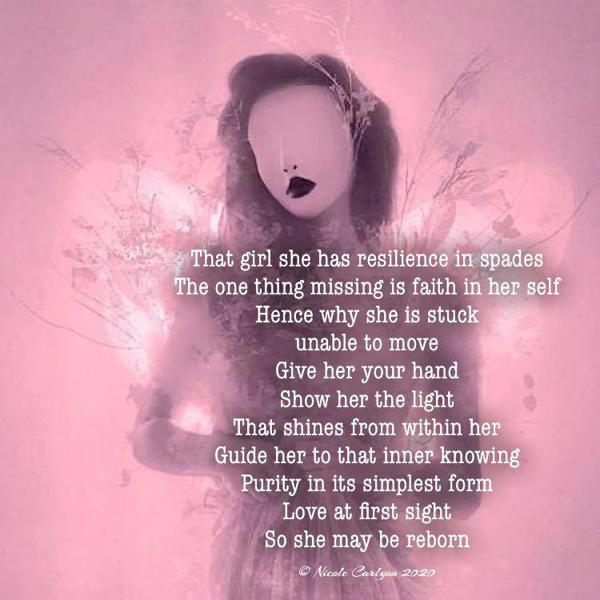 That girl she has resilience in spades
The one thing missing is faith in her self
Hence why she is stuck
unable to move
Give her your hand
Show her the light
That shines from within her
Guide her to that inner knowing
Purity in its simplest form
Love at first sight
So she may be reborn
© Nicole Carlyon 2020